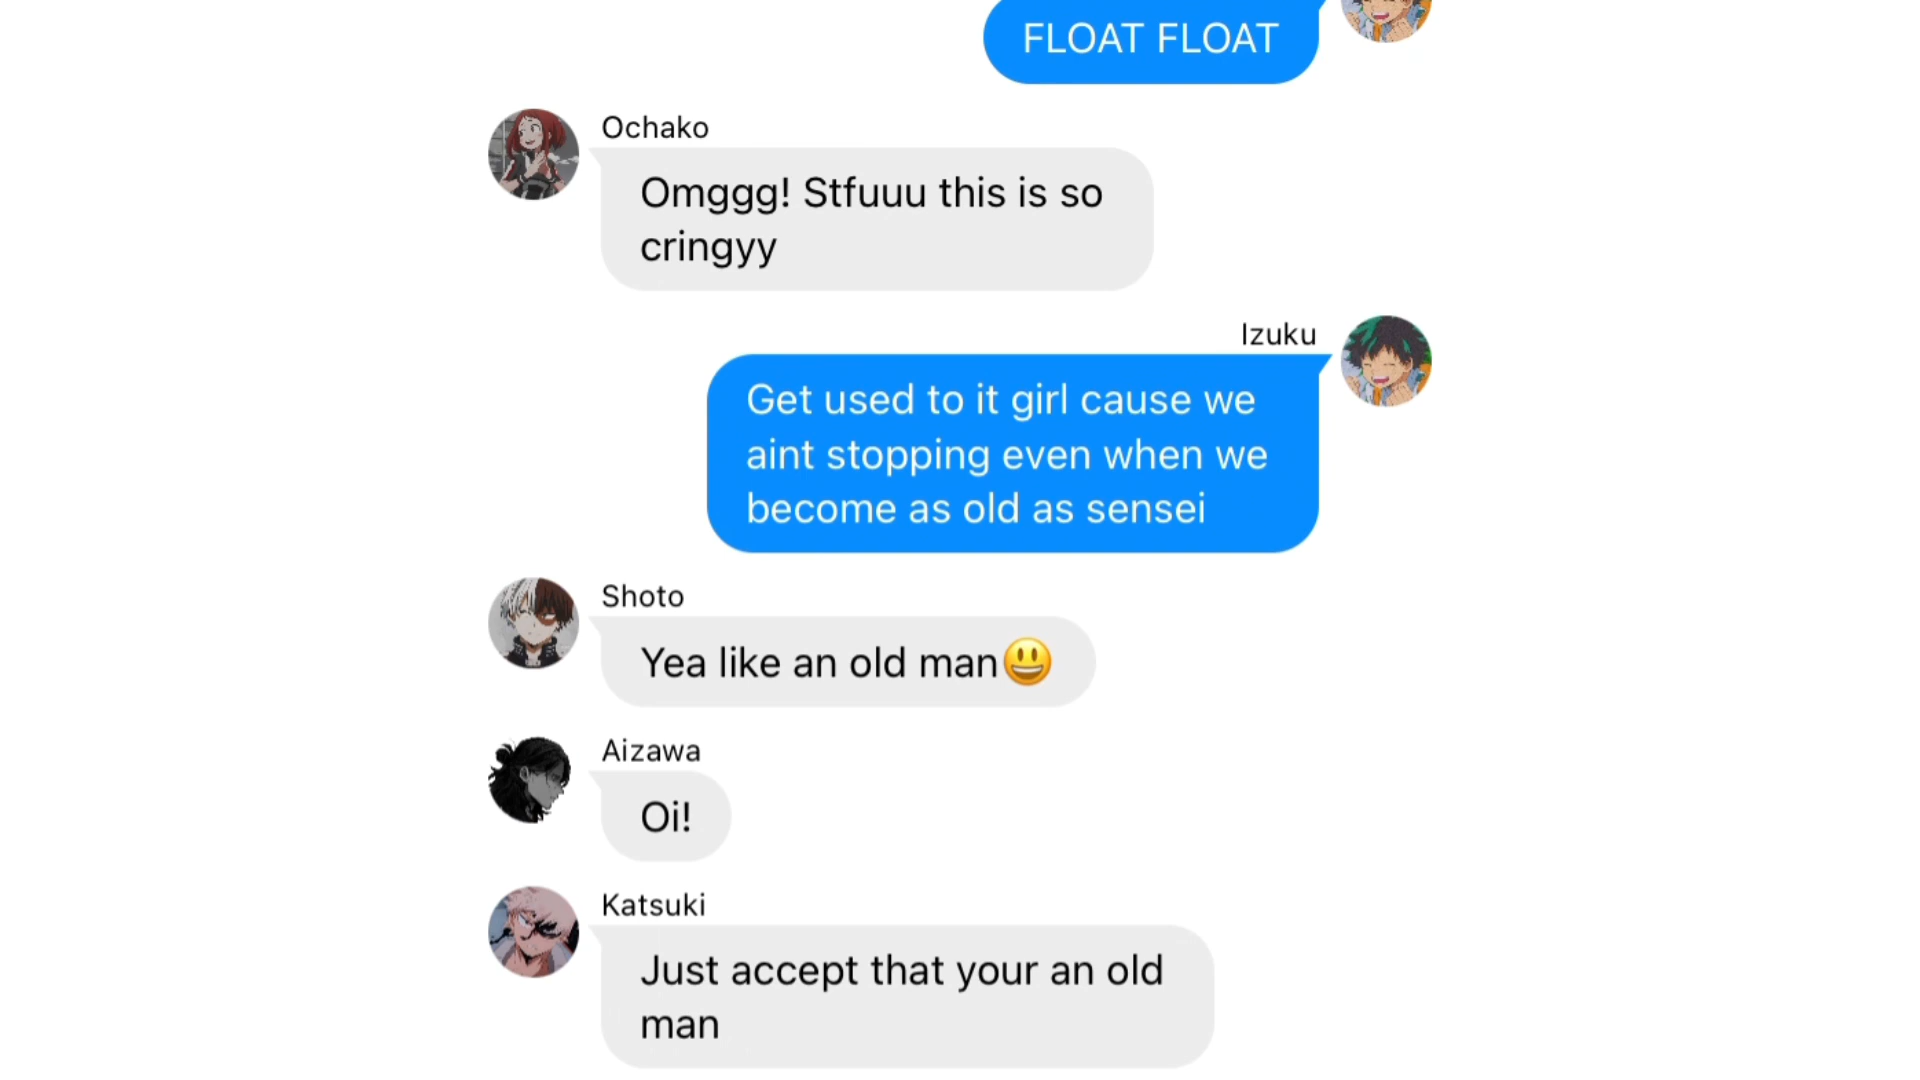 FLOAT FLOAT
Ochako
Omggg! Stfuuu this is so
cringyy
Izuku
Get used to it girl cause we
aint stopping even when we
become as old as sensei
Shoto
Yea like an old man😃
Aizawa
Oi!
Katsuki
Just accept that your an old
man